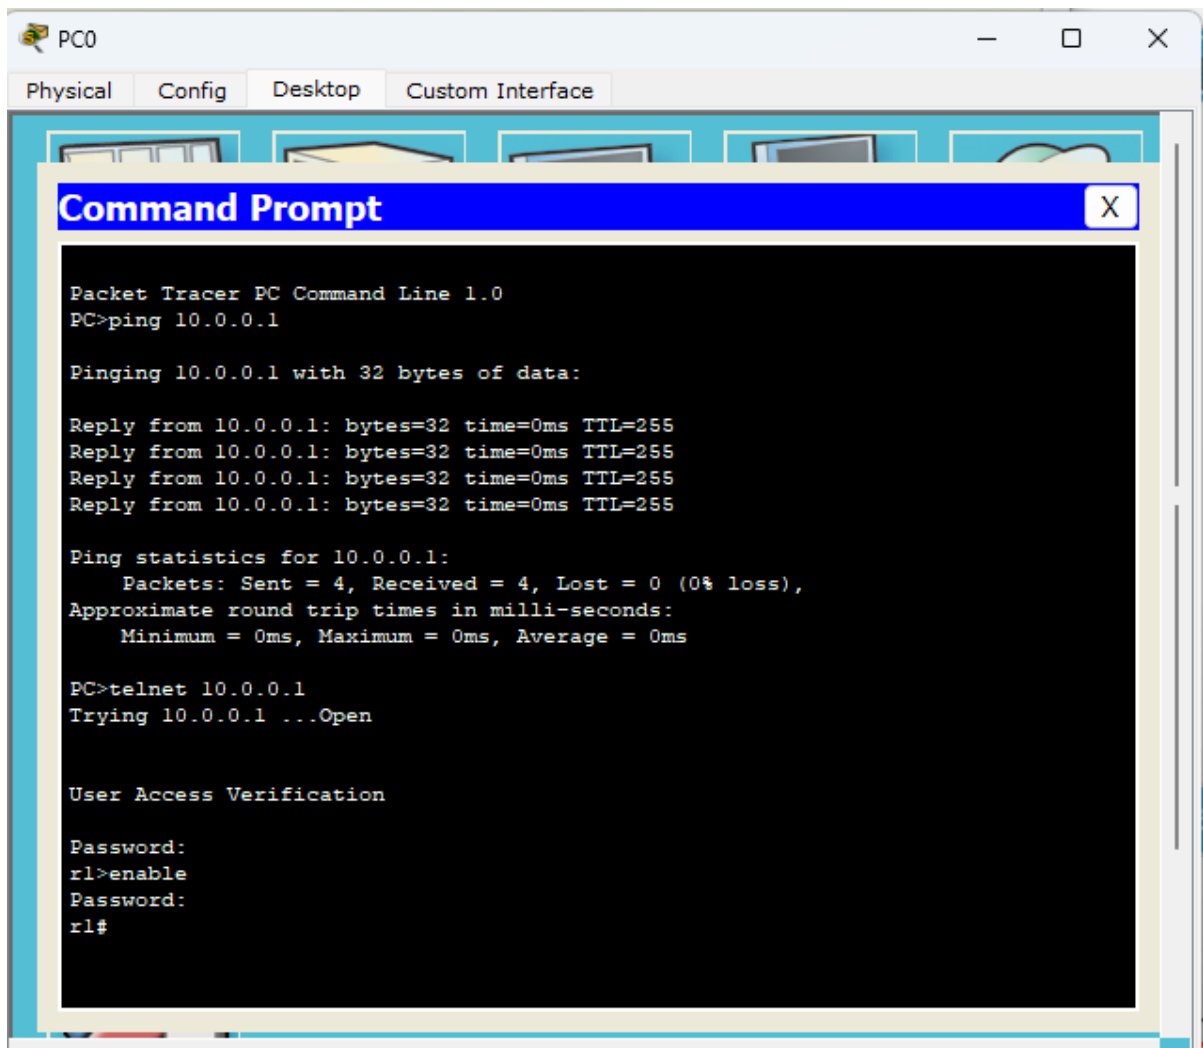 PC0
Physical Config Desktop Custom Interface
Command Prompt X
Packet Tracer PC Command Line 1.0
PC>ping 10.0.0.1
Pinging 10.0.0.1 with 32 bytes of data:
Reply from 10.0.0.1: bytes=32 time=0ms TTL=255
Reply from 10.0.0.1: bytes=32 time=0ms TTL=255
Reply from 10.0.0.1: bytes=32 time=0ms TTL=255
Reply from 10.0.0.1: bytes=32 time=0ms TTL=255
Ping statistics for 10.0.0.1:
    Packets: Sent = 4, Received = 4, Lost = 0 (0% loss),
Approximate round trip times in milli-seconds:
    Minimum = 0ms, Maximum = 0ms, Average = 0ms
PC>telnet 10.0.0.1
Trying 10.0.0.1 ...Open
User Access Verification
Password:
r1>enable
Password:
r1#